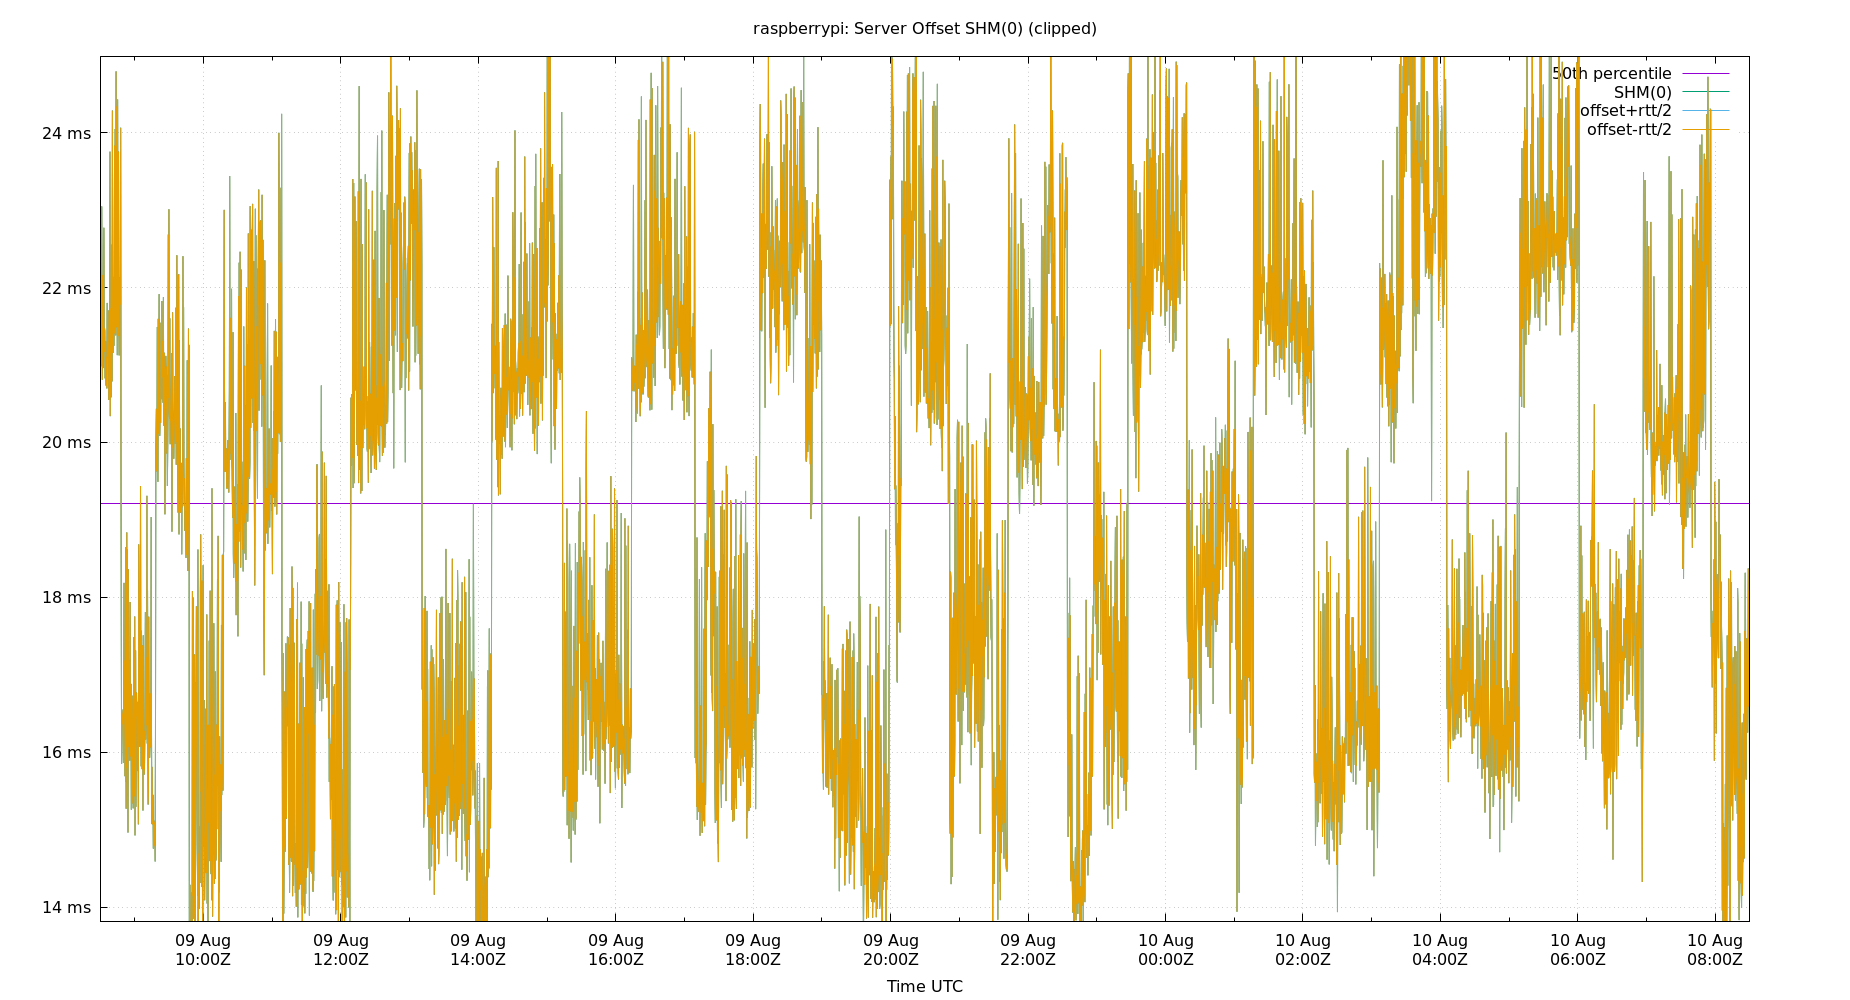 raspberrypi: Server Offset SHM(0) (clipped)
50th percentile
SHM(0)
offset+rtt/2
offset-rtt/2
24 ms
22 ms
20 ms
18 ms
16 ms
14 ms
09 Aug 09 Aug 09 Aug 09 Aug 09 Aug 09 Aug 09 Aug 10 Aug 10 Aug 10 Aug 10 Aug 10 Aug
10:00Z 12:00Z 14:00Z 16:00Z 18:00Z 20:00Z 22:00Z 00:00Z 02:00Z 04:00Z 06:00Z 08:00Z
Time UTC